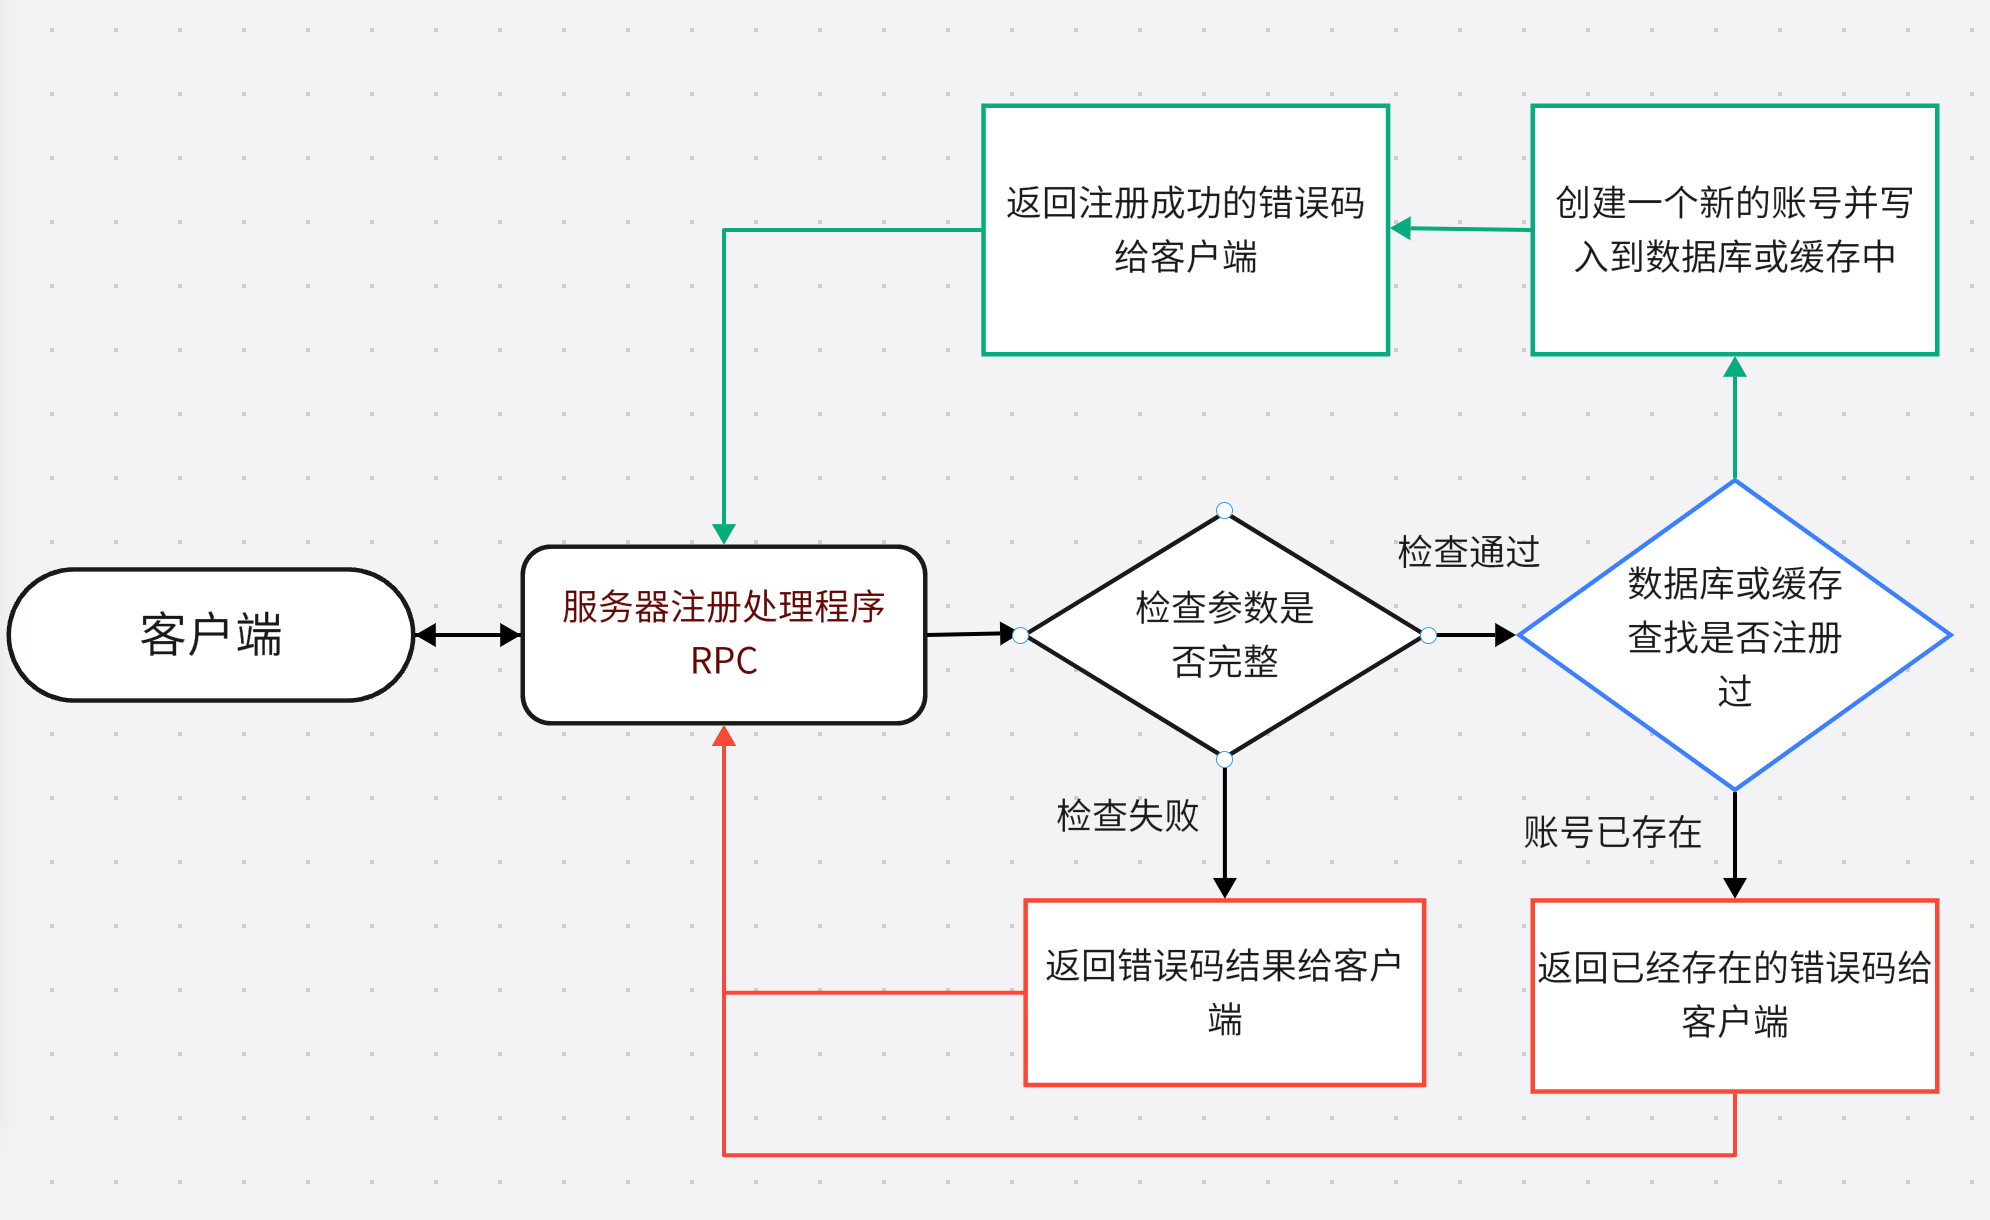 返回注册成功的错误码
给客户端
创建一个新的账号并写
入到数据库或缓存中
客户端
服务器注册处理程序
RPC
检查参数是
否完整
检查通过
数据库或缓存
查找是否注册
过
检查失败
账号已存在
返回错误码结果给客户
端
返回已经存在的错误码给
客户端